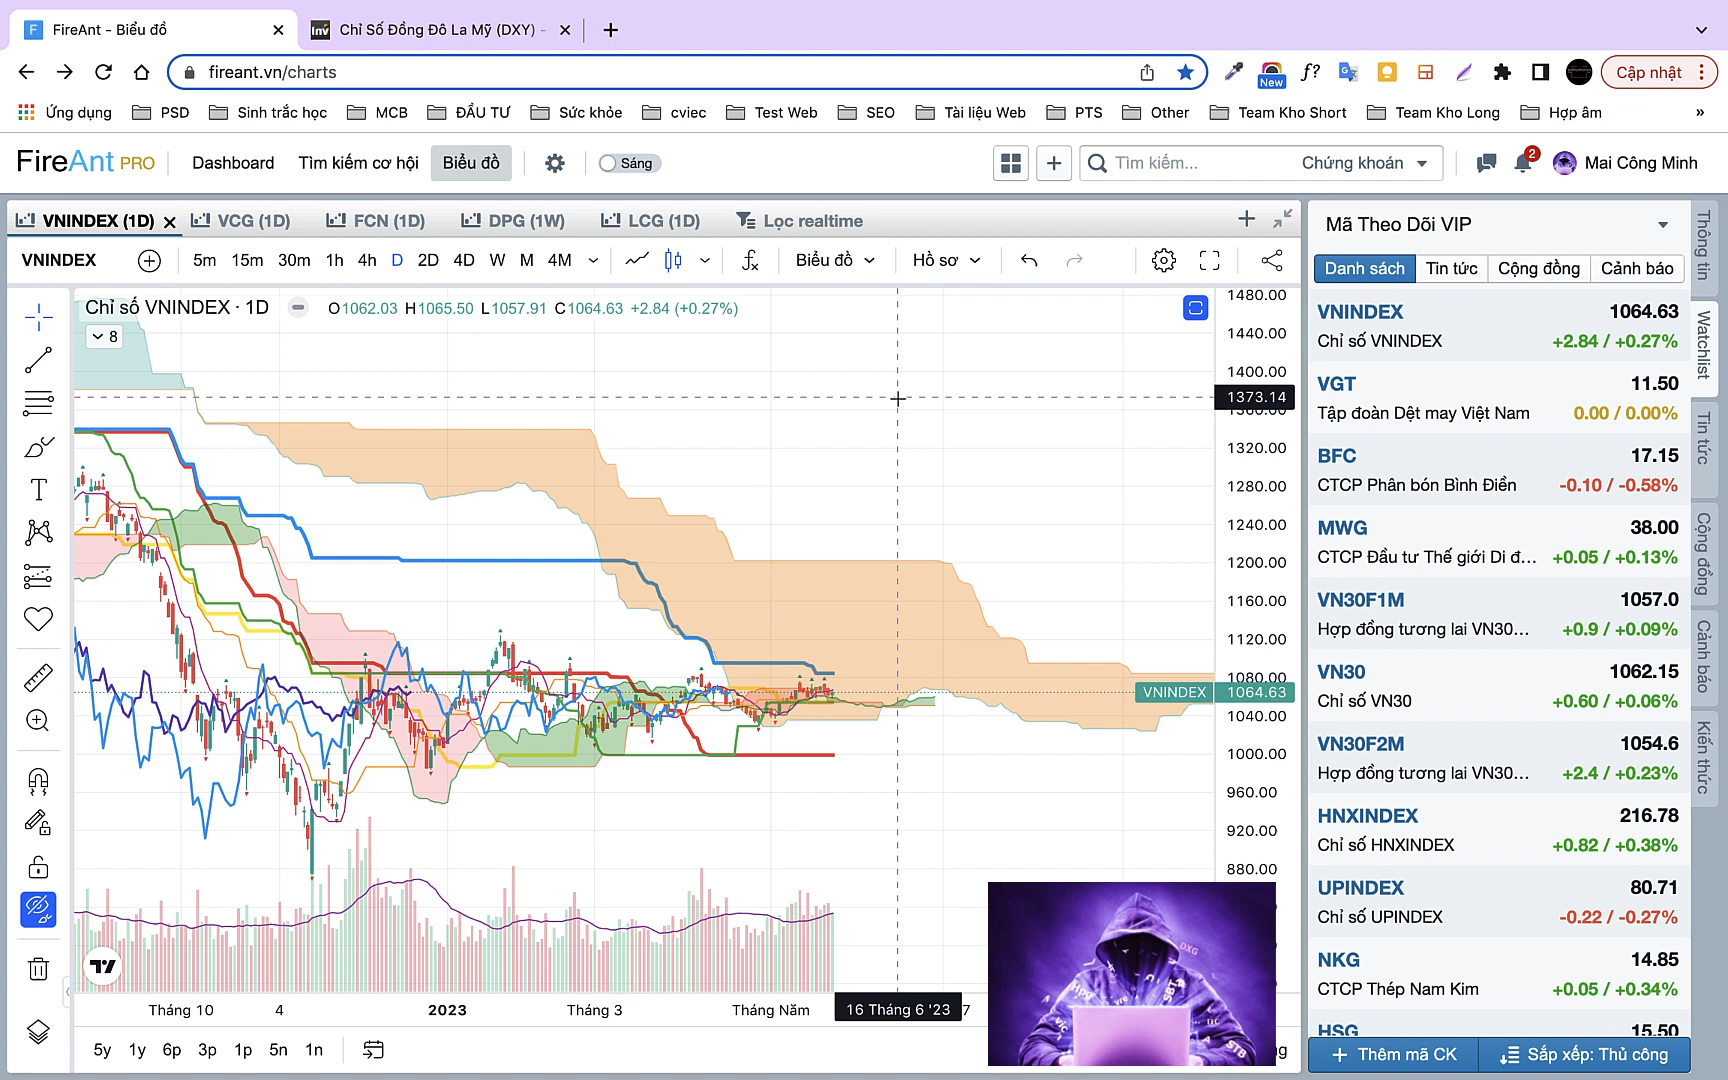 FireAnt - Biểu đồ
Chỉ Số Đồng Đô La Mỹ (DXY) -
fireant.vn/charts
New
f?
Cập nhật
Ứng dụng
PSD
Sinh trắc học
MCB
ĐẦU TƯ
Sức khỏe
cviec
Test Web
SEO
Tài liệu Web
PTS
Other
Team Kho Short
Team Kho Long
Hợp âm
»
FireAnt PRO
Dashboard
Tìm kiếm cơ hội
Biểu đồ
Sáng
Tìm kiếm...
Chứng khoán
2
Mai Công Minh
VNINDEX (1D)
VCG (1D)
FCN (1D)
DPG (1W)
LCG (1D)
Lọc realtime
VNINDEX
5m 15m 30m 1h 4h D 2D 4D W M 4M
Biểu đồ
Hồ sơ
Chỉ số VNINDEX · 1D
O1062.03 H1065.50 L1057.91 C1064.63 +2.84 (+0.27%)
8
1480.00
1440.00
1400.00
1373.14
1360.00
1320.00
1280.00
1240.00
1200.00
1160.00
1120.00
1080.00
VNINDEX 1064.63
1040.00
1000.00
960.00
920.00
880.00
Tháng 10
4
2023
Tháng 3
Tháng Năm
16 Tháng 6 '23
7
5y 1y 6p 3p 1p 5n 1n
DXG
Hpg
SBT
vic
STB
Mã Theo Dõi VIP
Danh sách
Tin tức
Cộng đồng
Cảnh báo
VNINDEX 1064.63
Chỉ số VNINDEX +2.84 / +0.27%
VGT 11.50
Tập đoàn Dệt may Việt Nam 0.00 / 0.00%
BFC 17.15
CTCP Phân bón Bình Điền -0.10 / -0.58%
MWG 38.00
CTCP Đầu tư Thế giới Di đ... +0.05 / +0.13%
VN30F1M 1057.0
Hợp đồng tương lai VN30... +0.9 / +0.09%
VN30 1062.15
Chỉ số VN30 +0.60 / +0.06%
VN30F2M 1054.6
Hợp đồng tương lai VN30... +2.4 / +0.23%
HNXINDEX 216.78
Chỉ số HNXINDEX +0.82 / +0.38%
UPINDEX 80.71
Chỉ số UPINDEX -0.22 / -0.27%
NKG 14.85
CTCP Thép Nam Kim +0.05 / +0.34%
HSG 15.50
Thêm mã CK
Sắp xếp: Thủ công
Thông tin
Watchlist
Tin tức
Cộng đồng
Cảnh báo
Kiến thức